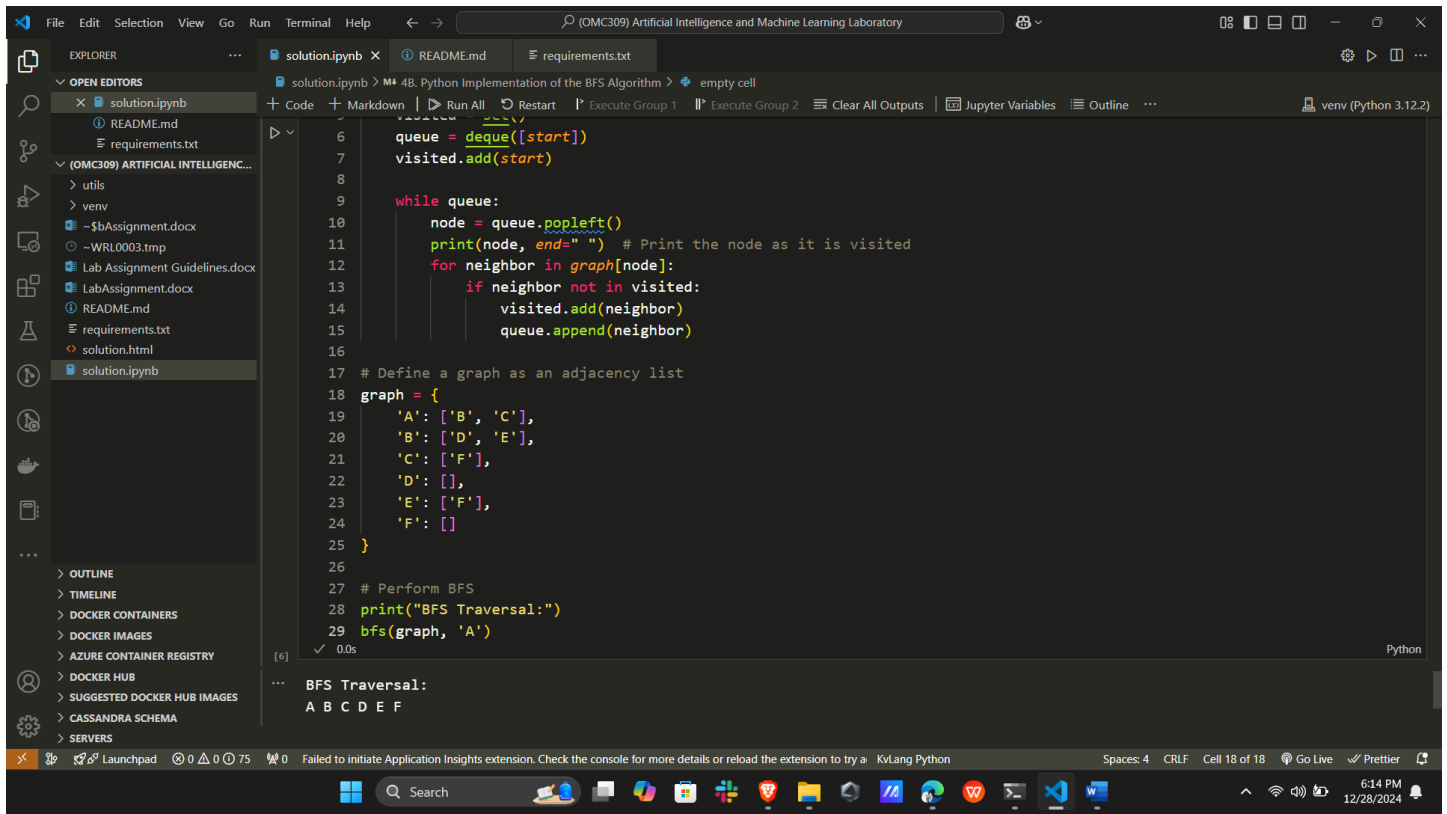 File Edit Selection View Go Run Terminal Help
(OMC309) Artificial Intelligence and Machine Learning Laboratory
EXPLORER
OPEN EDITORS
solution.ipynb
README.md
requirements.txt
(OMC309) ARTIFICIAL INTELLIGENC...
utils
venv
~$bAssignment.docx
~WRL0003.tmp
Lab Assignment Guidelines.docx
LabAssignment.docx
README.md
requirements.txt
solution.html
solution.ipynb
OUTLINE
TIMELINE
DOCKER CONTAINERS
DOCKER IMAGES
AZURE CONTAINER REGISTRY
DOCKER HUB
SUGGESTED DOCKER HUB IMAGES
CASSANDRA SCHEMA
SERVERS
solution.ipynb README.md requirements.txt
solution.ipynb > M↓ 4B. Python Implementation of the BFS Algorithm > empty cell
+ Code + Markdown | Run All Restart Execute Group 1 Execute Group 2 Clear All Outputs | Jupyter Variables Outline ... venv (Python 3.12.2)
5 visited = set()
6 queue = deque([start])
7 visited.add(start)
8
9 while queue:
10 node = queue.popleft()
11 print(node, end=" ") # Print the node as it is visited
12 for neighbor in graph[node]:
13 if neighbor not in visited:
14 visited.add(neighbor)
15 queue.append(neighbor)
16
17 # Define a graph as an adjacency list
18 graph = {
19 'A': ['B', 'C'],
20 'B': ['D', 'E'],
21 'C': ['F'],
22 'D': [],
23 'E': ['F'],
24 'F': []
25 }
26
27 # Perform BFS
28 print("BFS Traversal:")
29 bfs(graph, 'A')
[6] 0.0s Python
BFS Traversal:
A B C D E F
Launchpad 0 0 75 0 Failed to initiate Application Insights extension. Check the console for more details or reload the extension to try a KvLang Python Spaces: 4 CRLF Cell 18 of 18 Go Live Prettier
Search
6:14 PM
12/28/2024